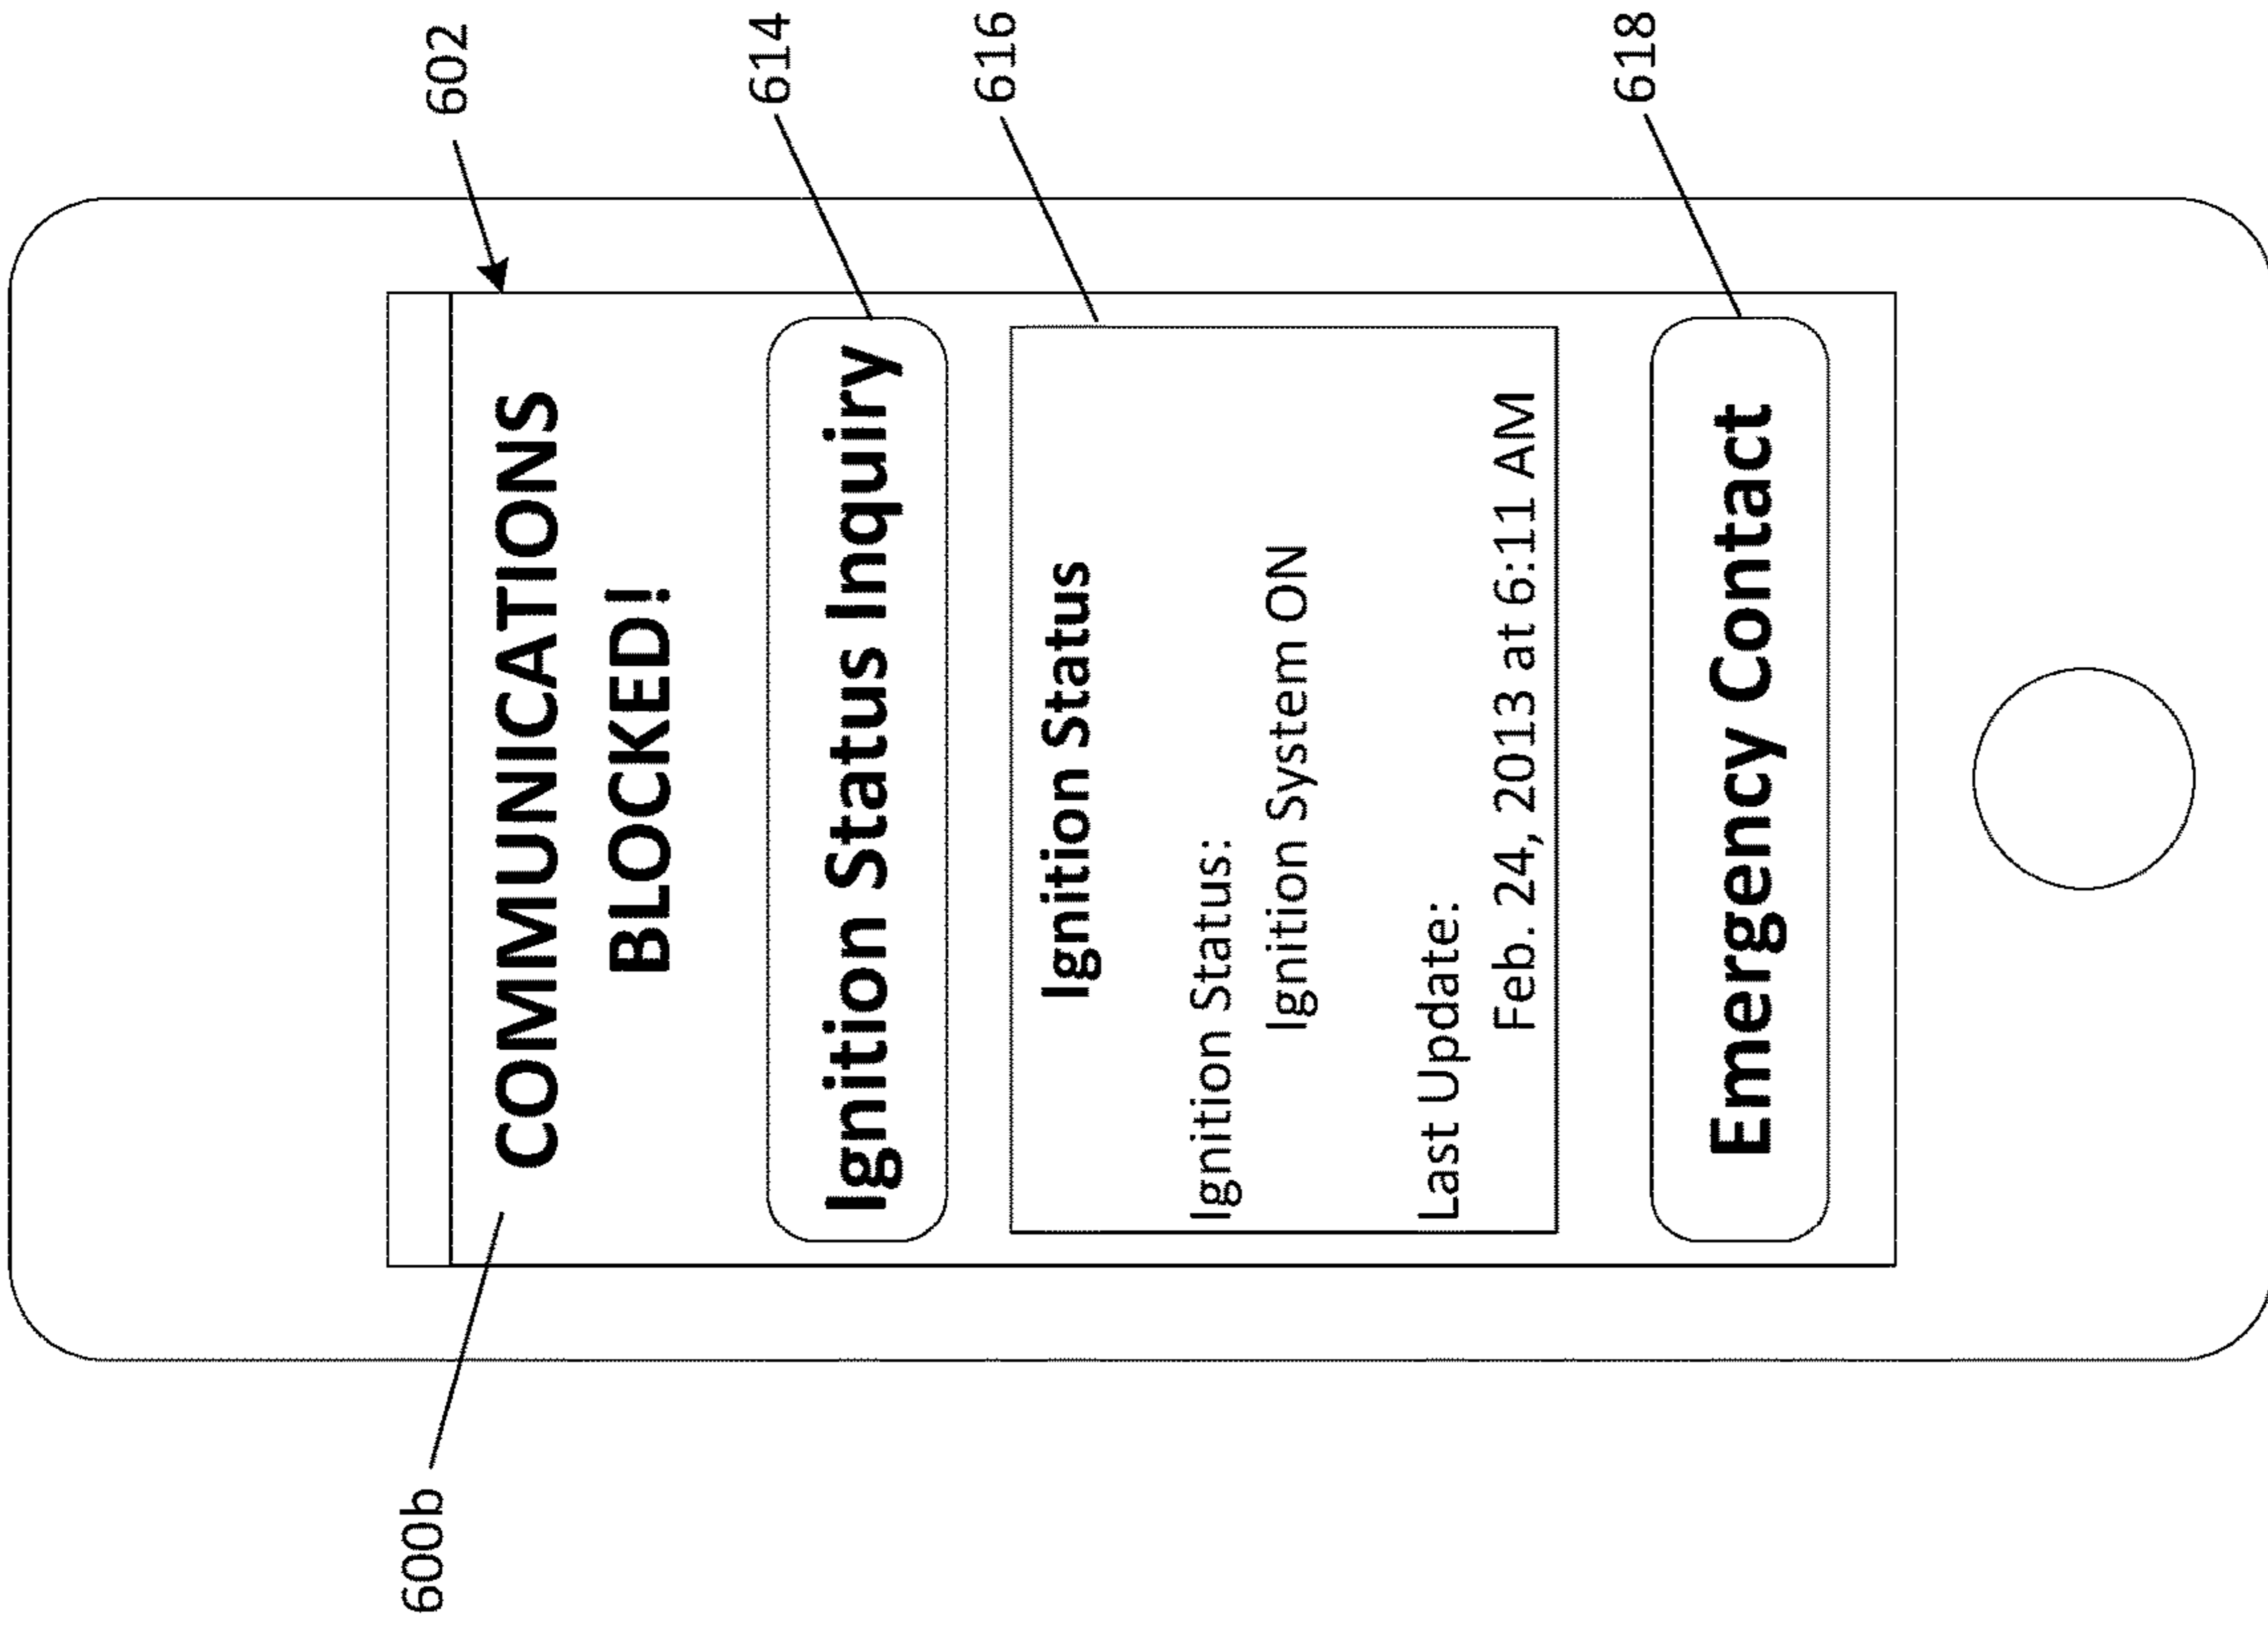 602
COMMUNICATIONS
BLOCKED!
600b
614
Ignition Status Inquiry
616
Ignition Status
Ignition Status:
Ignition System ON
Last Update:
Feb. 24, 2013 at 6:11 AM
618
Emergency Contact